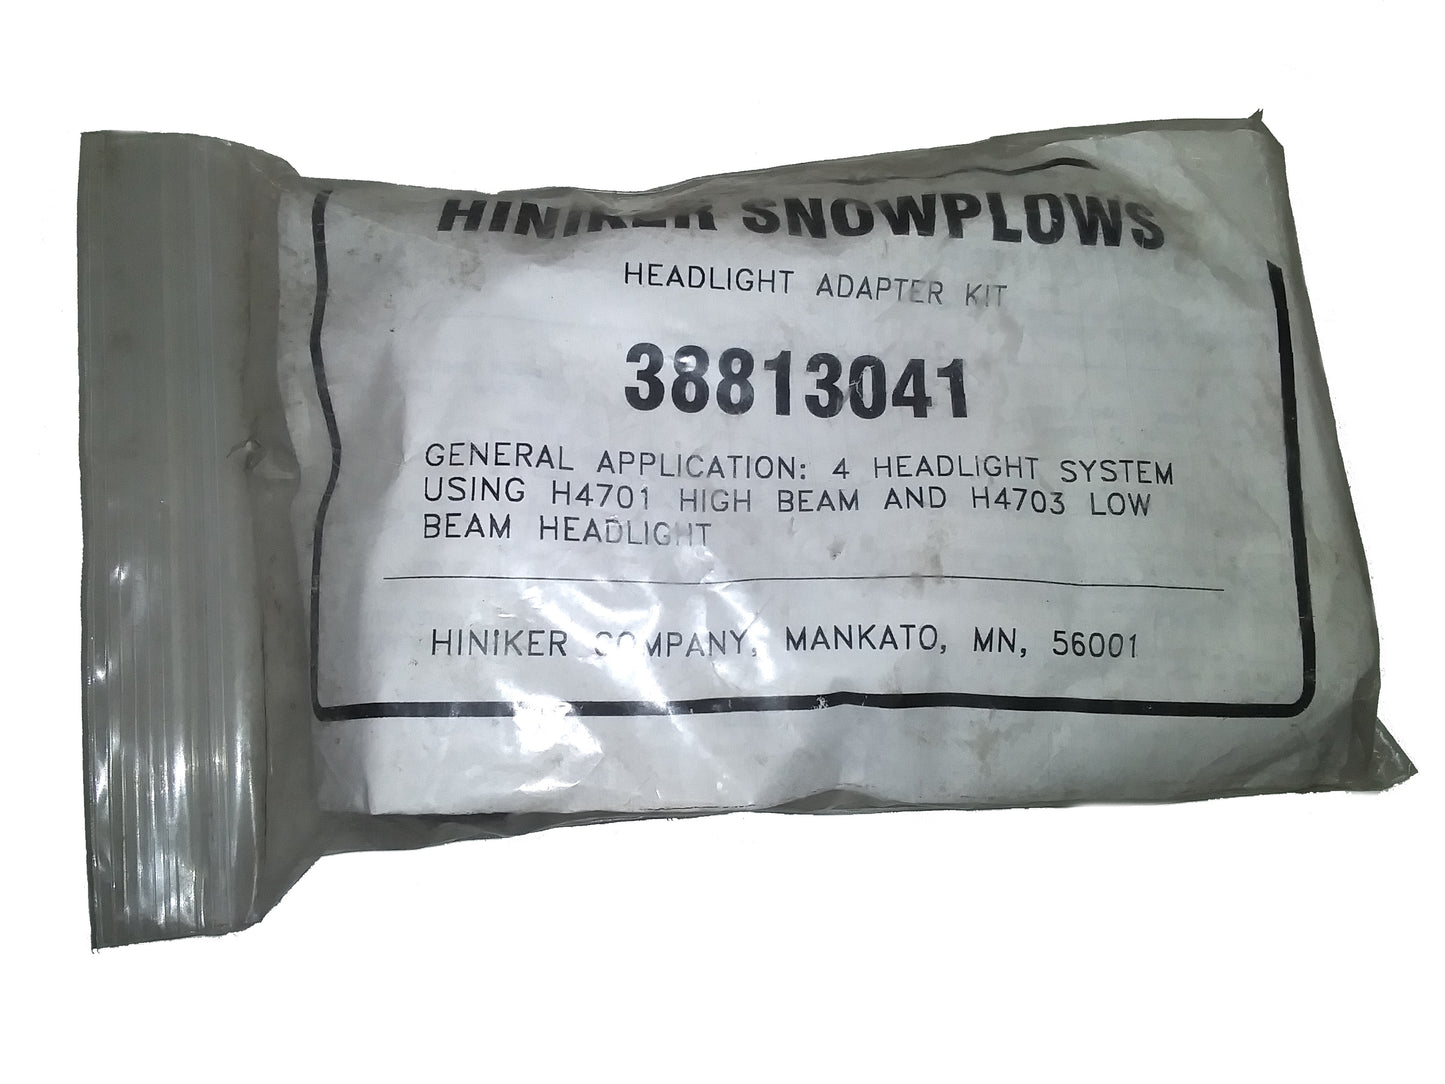 HINIKER SNOWPLOWS
HEADLIGHT ADAPTER KIT
38813041
GENERAL APPLICATION: 4 HEADLIGHT SYSTEM
USING H4701 HIGH BEAM AND H4703 LOW
BEAM HEADLIGHT
HINIKER COMPANY, MANKATO, MN, 56001